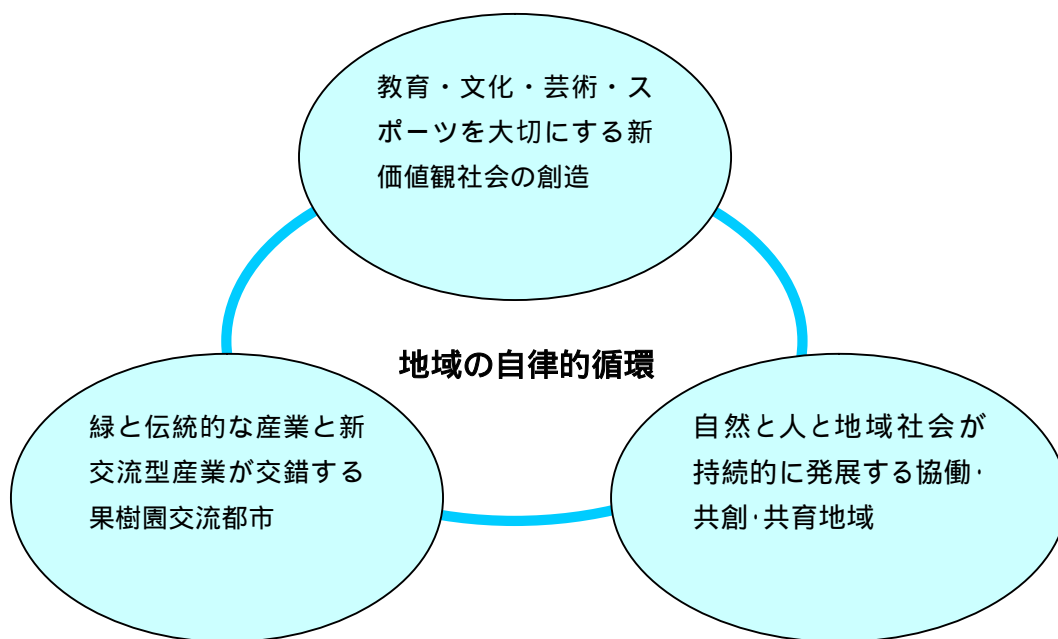 教育・文化・芸術・ス
ポーツを大切にする新
価値観社会の創造
地域の自律的循環
緑と伝統的な産業と新
交流型産業が交錯する
果樹園交流都市
自然と人と地域社会が
持続的に発展する協働･
共創･共育地域